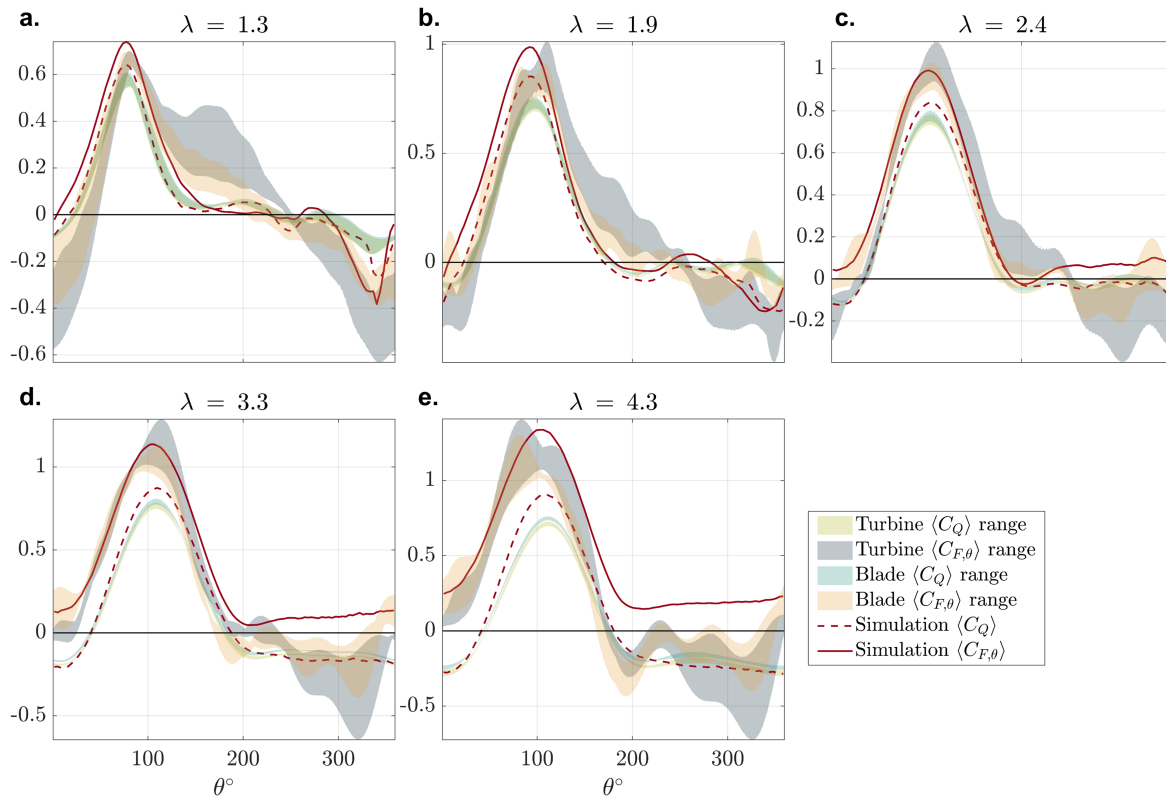 a. λ = 1.3
0.6
0.4
0.2
0
-0.2
-0.4
-0.6
b. λ = 1.9
1
0.5
0
c. λ = 2.4
1
0.8
0.6
0.4
0.2
0
-0.2
d. λ = 3.3
1
0.5
0
-0.5
100 200 300
θ°
e. λ = 4.3
1
0.5
0
-0.5
100 200 300
θ°
Turbine ⟨C_Q⟩ range
Turbine ⟨C_{F,θ}⟩ range
Blade ⟨C_Q⟩ range
Blade ⟨C_{F,θ}⟩ range
Simulation ⟨C_Q⟩
Simulation ⟨C_{F,θ}⟩